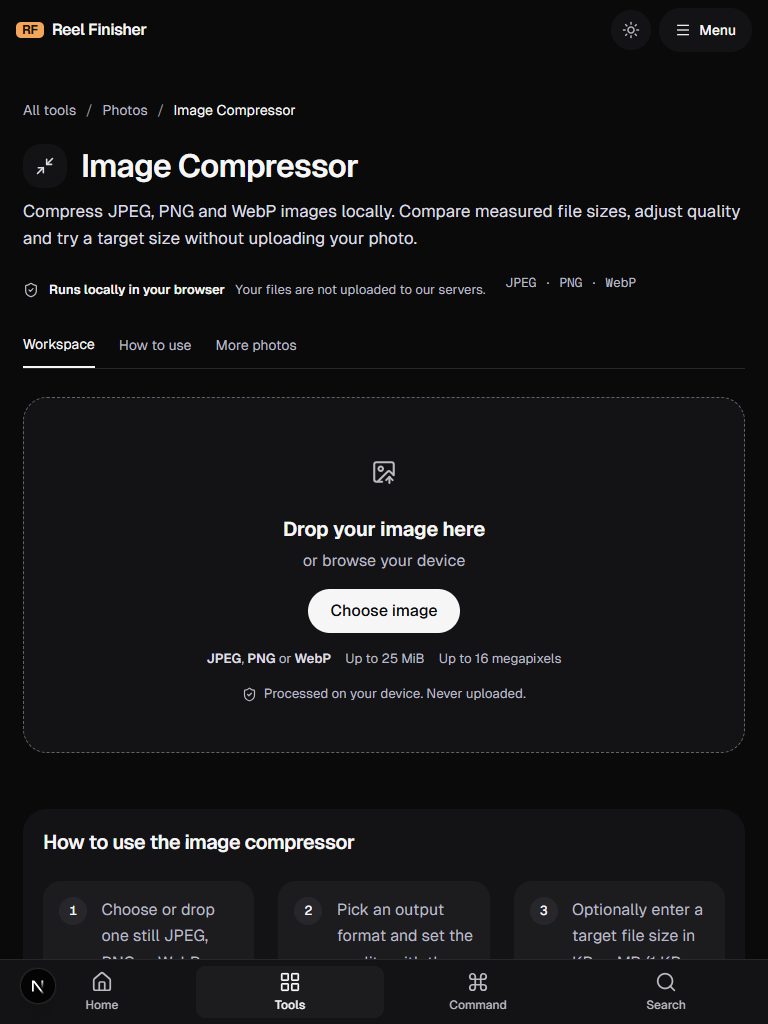 RF Reel Finisher
Menu
All tools / Photos / Image Compressor
Image Compressor
Compress JPEG, PNG and WebP images locally. Compare measured file sizes, adjust quality
and try a target size without uploading your photo.
Runs locally in your browser Your files are not uploaded to our servers. JPEG · PNG · WebP
Workspace How to use More photos
Drop your image here
or browse your device
Choose image
JPEG, PNG or WebP Up to 25 MiB Up to 16 megapixels
Processed on your device. Never uploaded.
How to use the image compressor
1
Choose or drop
one still JPEG,
2
Pick an output
format and set the
3
Optionally enter a
target file size in
N
Home
Tools
Command
Search